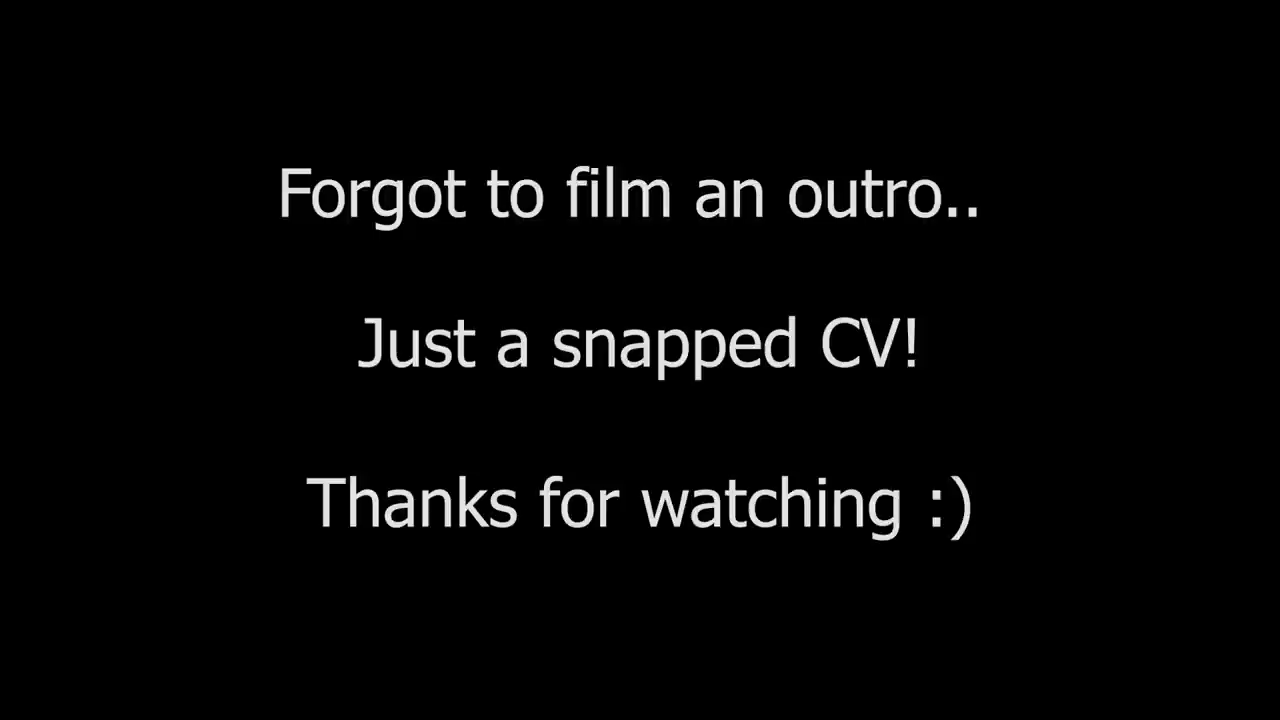 Forgot to film an outro..
Just a snapped CV!
Thanks for watching :)